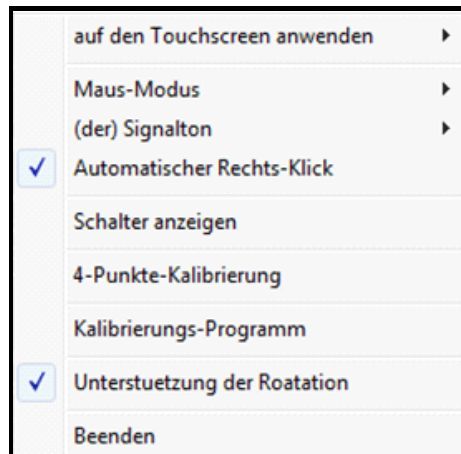 auf den Touchscreen anwenden
Maus-Modus
(der) Signalton
Automatischer Rechts-Klick
Schalter anzeigen
4-Punkte-Kalibrierung
Kalibrierungs-Programm
Unterstuetzung der Roatation
Beenden